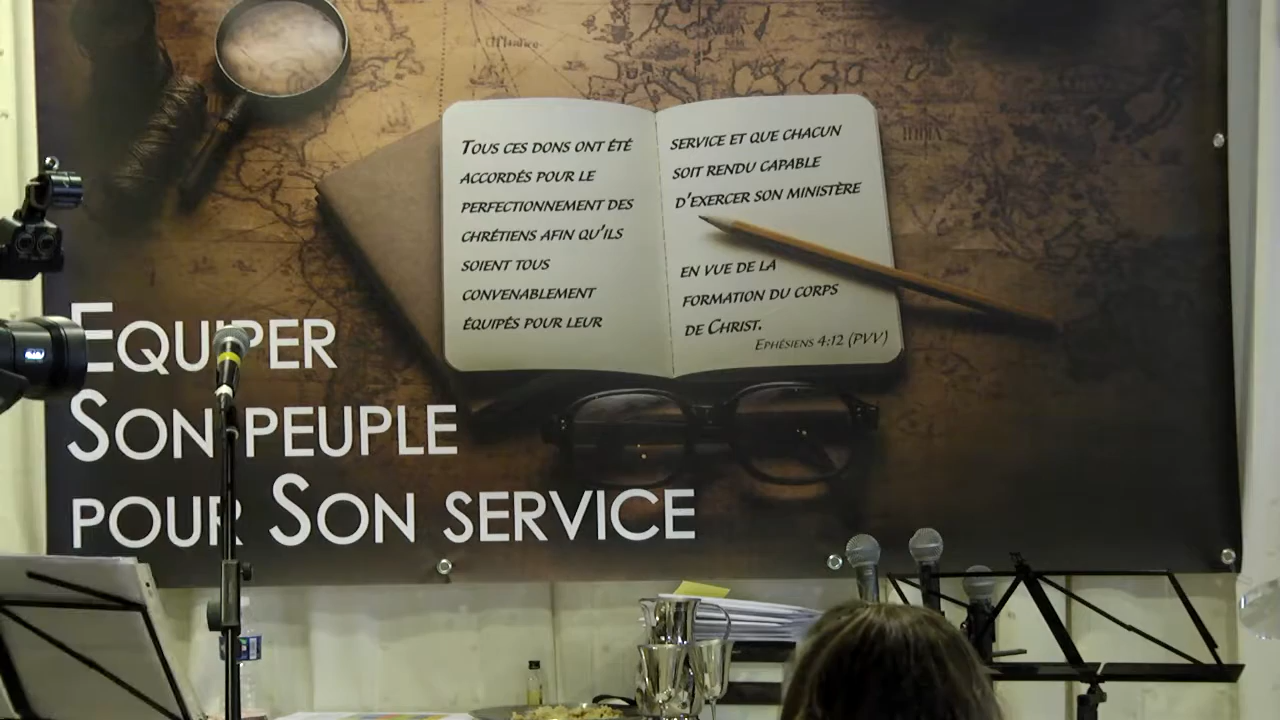 Tous ces dons ont été
accordés pour le
perfectionnement des
chrétiens afin qu'ils
soient tous
convenablement
équipés pour leur
service et que chacun
soit rendu capable
d'exercer son ministère
en vue de la
formation du corps
de Christ.
Ephésiens 4:12 (PVV)
Equiper
Son peuple
pour Son service